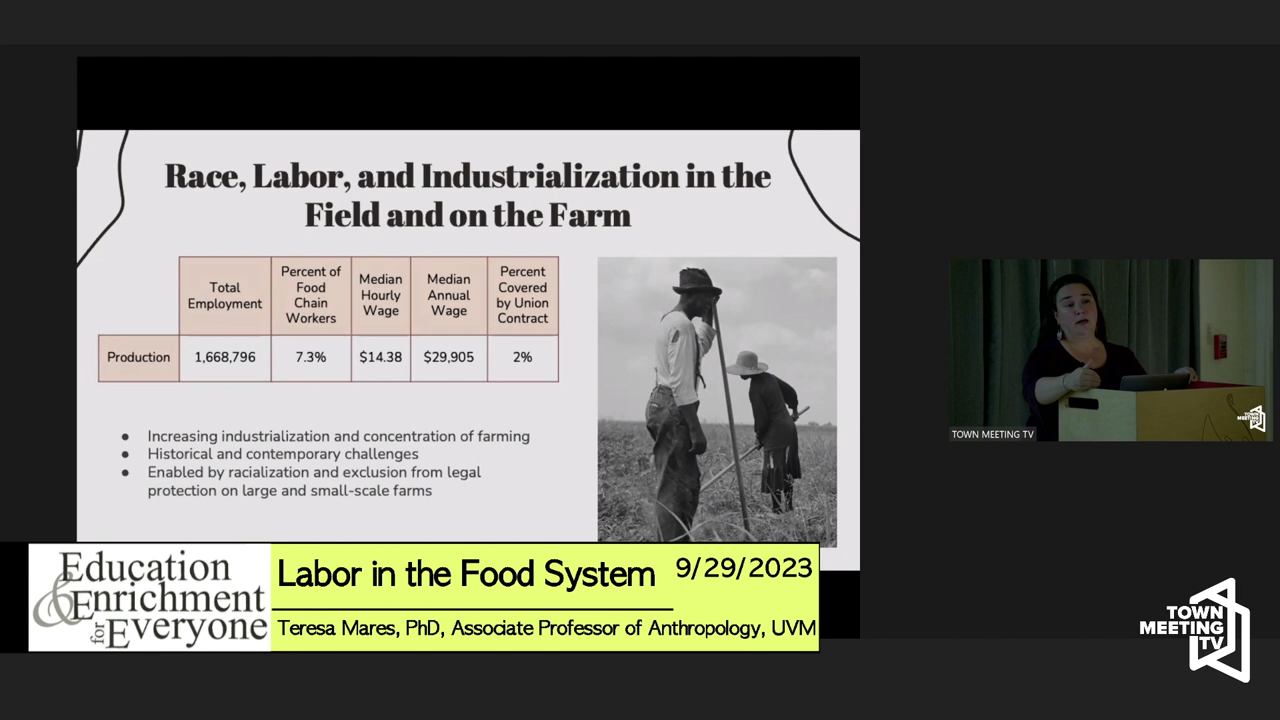 Race, Labor, and Industrialization in the
Field and on the Farm
Total
Employment
Percent of
Food
Chain
Workers
Median
Hourly
Wage
Median
Annual
Wage
Percent
Covered
by Union
Contract
Production
1,668,796
7.3%
$14.38
$29,905
2%
● Increasing industrialization and concentration of farming
● Historical and contemporary challenges
● Enabled by racialization and exclusion from legal
protection on large and small-scale farms
TOWN MEETING TV
TOWN
MEETING
TV
Education
& Enrichment
for Everyone
Labor in the Food System
9/29/2023
Teresa Mares, PhD, Associate Professor of Anthropology, UVM
TOWN
MEETING
TV